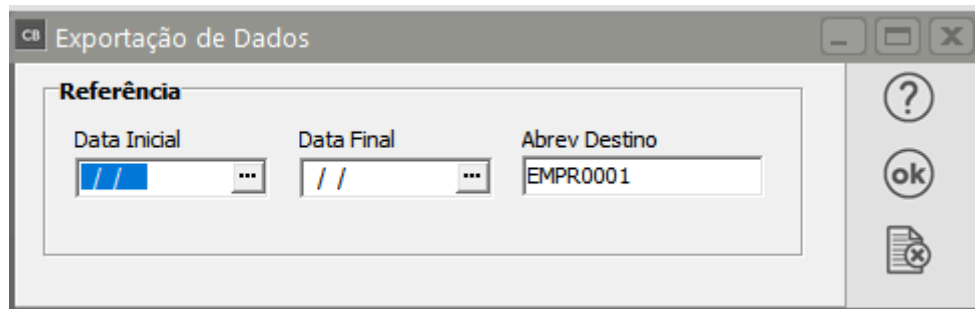 CB Exportação de Dados
Referência
Data Inicial Data Final Abrev Destino
/ / ... / / ... EMPR0001
?
ok